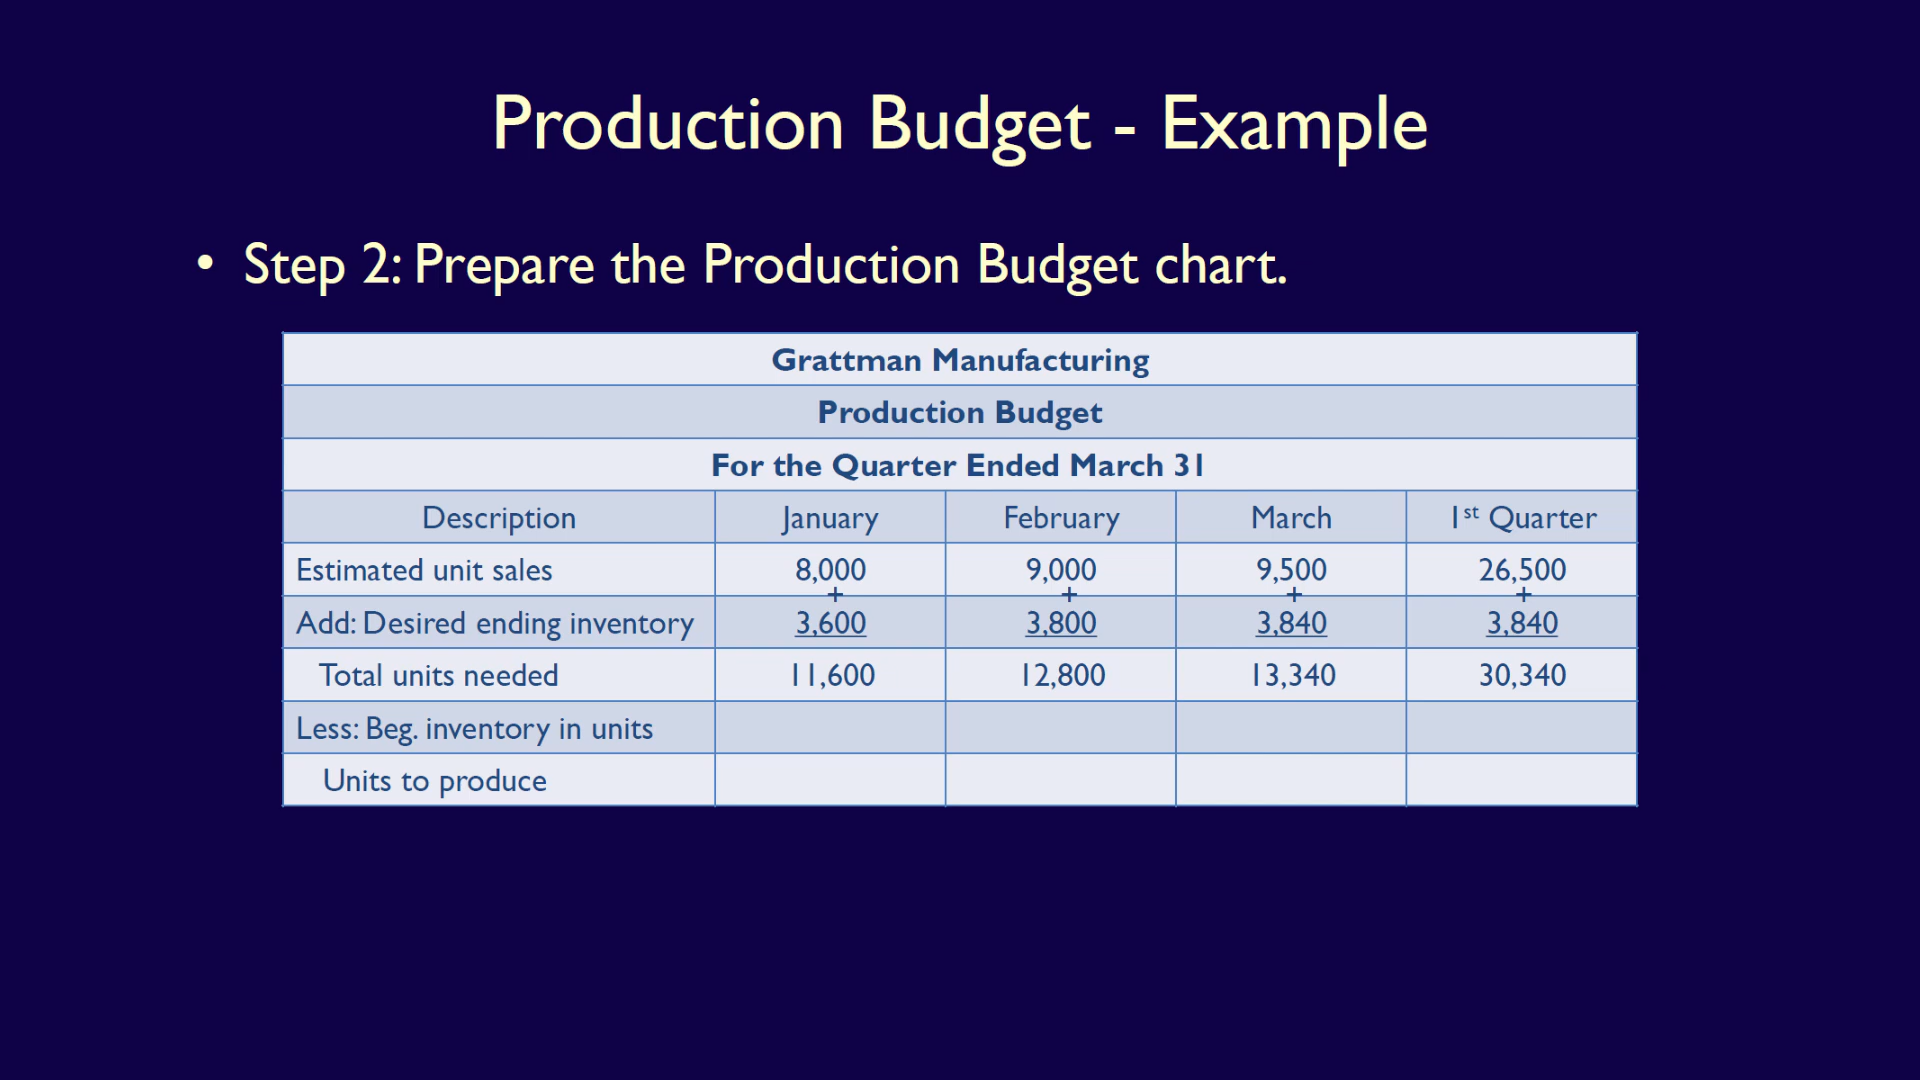 Production Budget - Example
• Step 2: Prepare the Production Budget chart.
Grattman Manufacturing
Production Budget
For the Quarter Ended March 31
Description January February March 1st Quarter
Estimated unit sales 8,000 9,000 9,500 26,500
+ + + +
Add: Desired ending inventory 3,600 3,800 3,840 3,840
Total units needed 11,600 12,800 13,340 30,340
Less: Beg. inventory in units
Units to produce